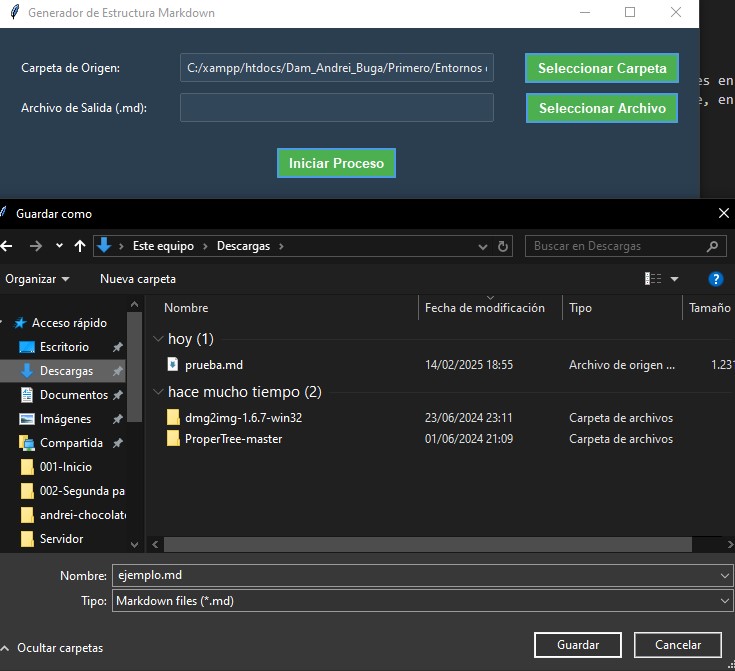 Generador de Estructura Markdown
es en
Carpeta de Origen: C:/xampp/htdocs/Dam_Andrei_Buga/Primero/Entornos Seleccionar Carpeta
, en
Archivo de Salida (.md): Seleccionar Archivo
Iniciar Proceso
Guardar como
Este equipo > Descargas >
Buscar en Descargas
Organizar Nueva carpeta
Nombre Fecha de modificación Tipo Tamaño
Acceso rápido
hoy (1)
Escritorio
prueba.md 14/02/2025 18:55 Archivo de origen ... 1.231
Descargas
hace mucho tiempo (2)
Documentos
Imágenes
dmg2img-1.6.7-win32 23/06/2024 23:11 Carpeta de archivos
Compartida
ProperTree-master 01/06/2024 21:09 Carpeta de archivos
001-Inicio
002-Segunda pa
andrei-chocolat
Servidor
Nombre: ejemplo.md
Tipo: Markdown files (*.md)
Ocultar carpetas
Guardar Cancelar